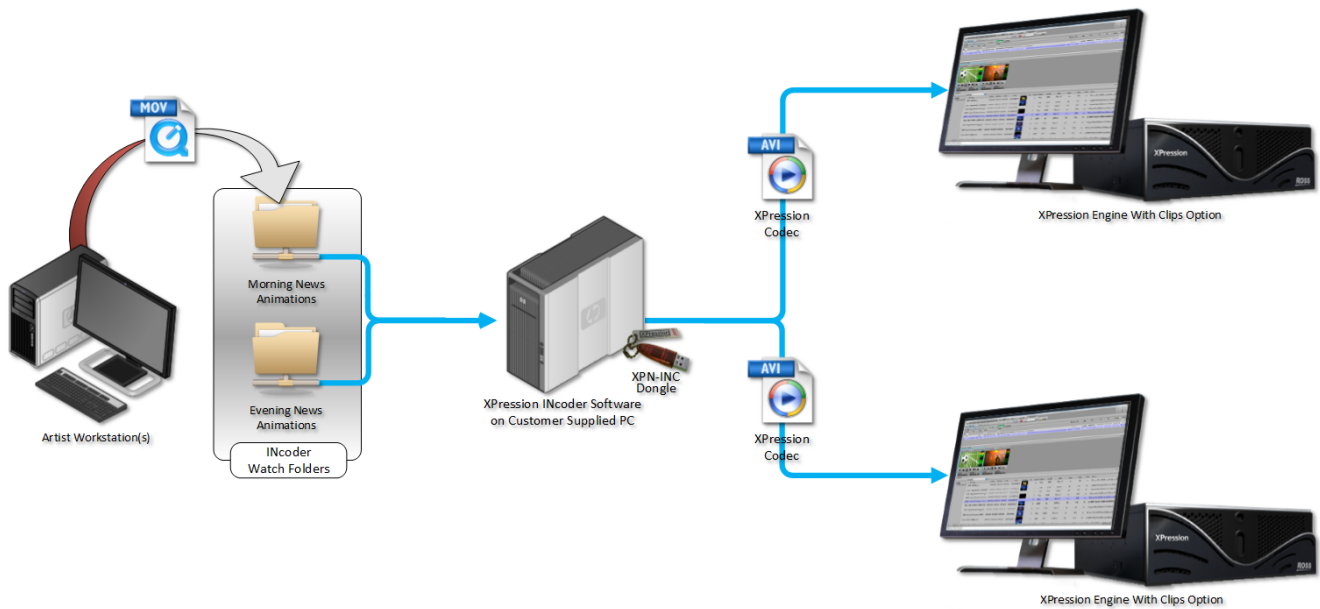 MOV
Morning News
Animations
Evening News
Animations
INcoder
Watch Folders
Artist Workstation(s)
XPN-INC
Dongle
XPression INcoder Software
on Customer Supplied PC
AVI
XPression
Codec
AVI
XPression
Codec
XPression
ROSS
XPression Engine With Clips Option
XPression
ROSS
XPression Engine With Clips Option